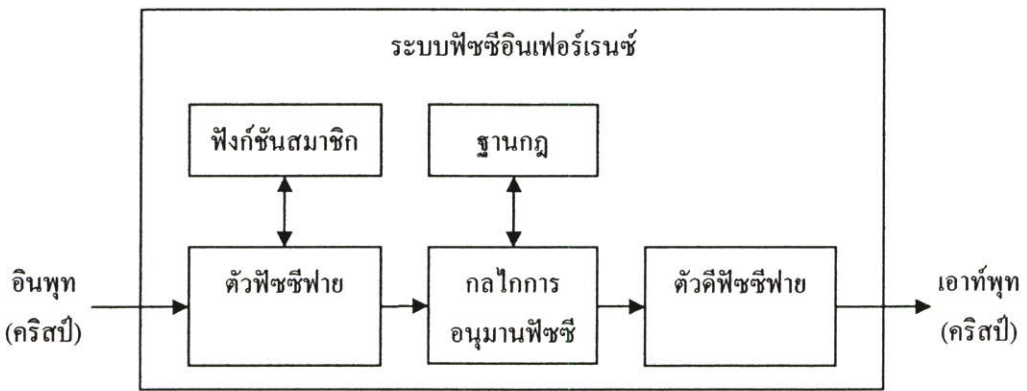 ระบบฟัซซีอินเฟอร์เรนซ์
ฟังก์ชันสมาชิก
ฐานกฎ
อินพุท
(คริสป์)
ตัวฟัซซีฟาย
กลไกการ
อนุมานฟัซซี
ตัวดีฟัซซีฟาย
เอาท์พุท
(คริสป์)